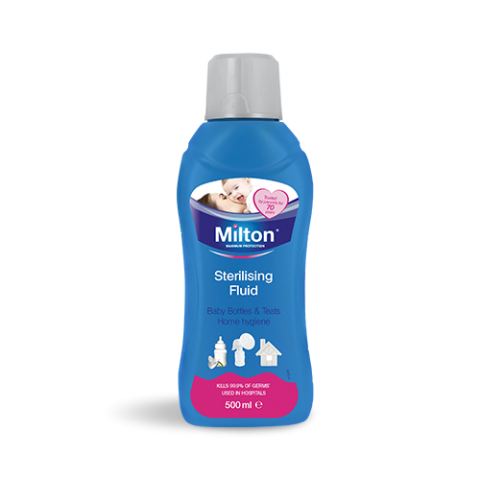 Trusted
by parents for
70
years
Milton®
MAXIMUM PROTECTION
Sterilising
Fluid
Baby Bottles & Teats
Home hygiene
KILLS 99.9% OF GERMS*
USED IN HOSPITALS
500 ml e